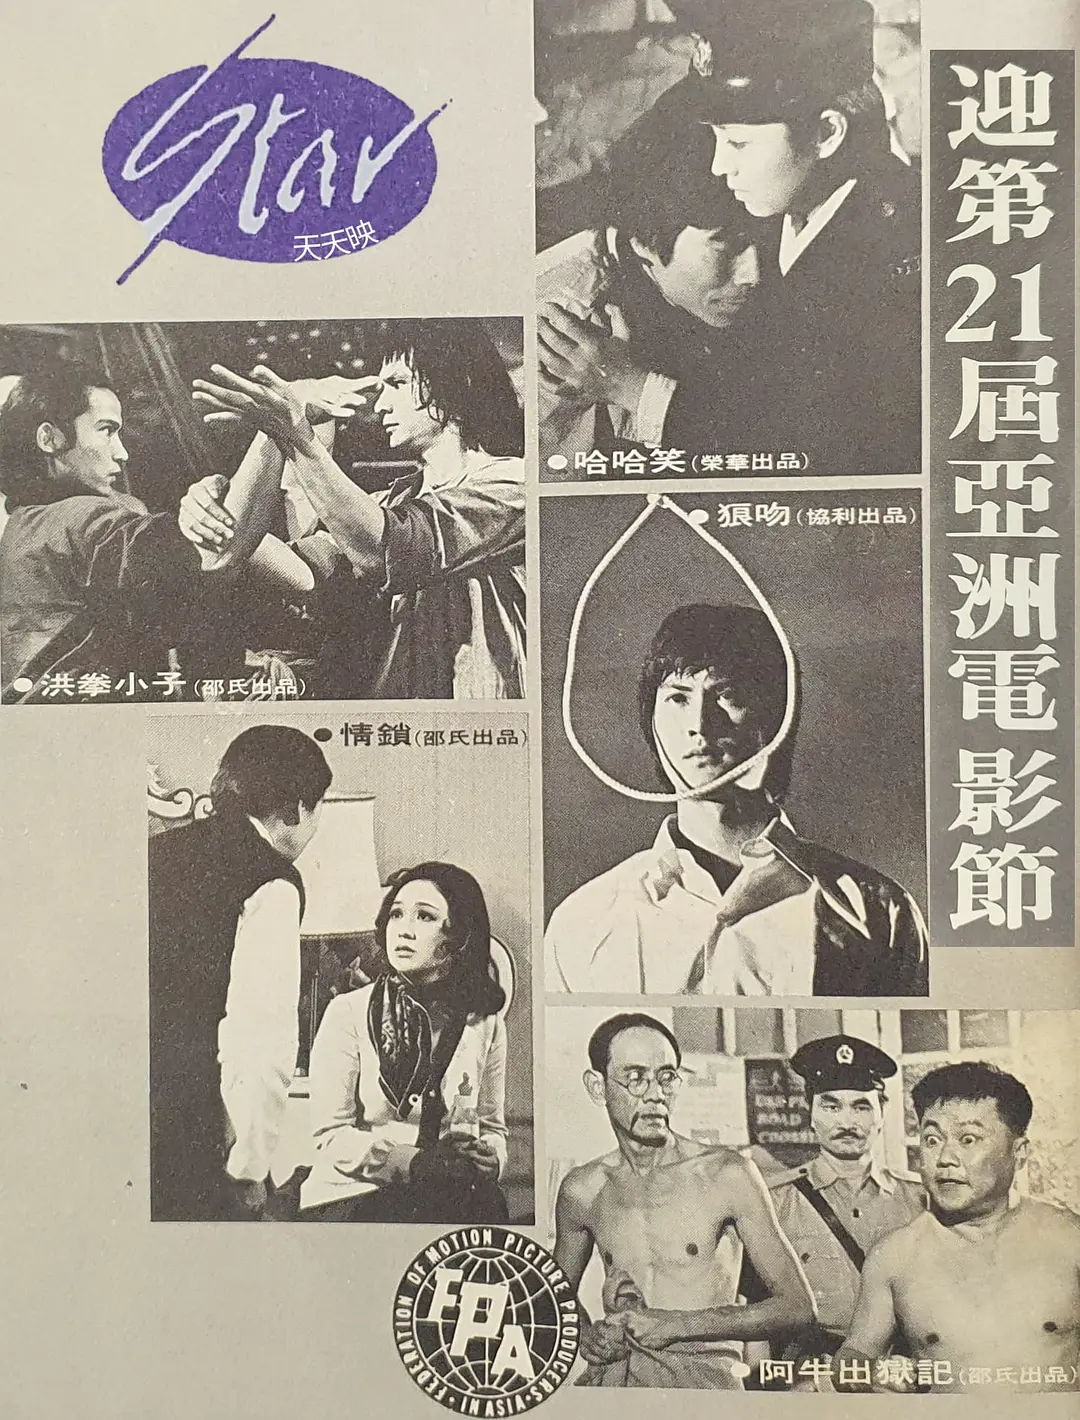 Star
天天映
迎第21屆亞洲電影節
哈哈笑(榮華出品)
狼吻(協利出品)
洪拳小子(邵氏出品)
情鎖(邵氏出品)
ROAD
阿牛出獄記(邵氏出品)
FEDERATION OF MOTION PICTURE PRODUCERS · IN ASIA ·
FPA